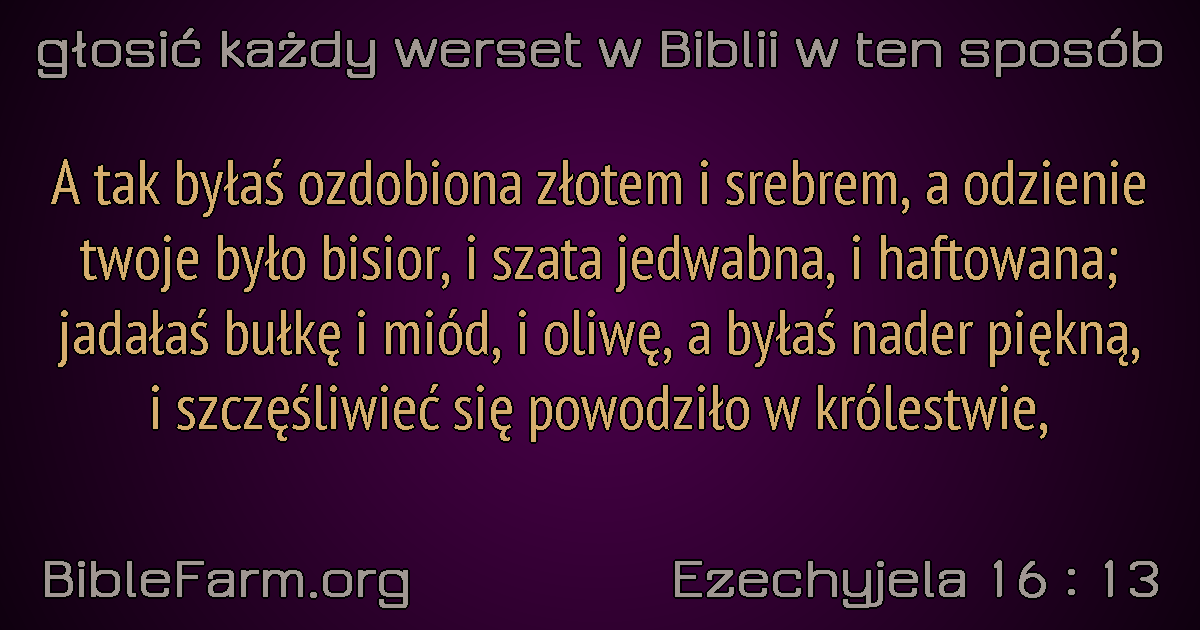 głosić każdy werset w Biblii w ten sposób
A tak byłaś ozdobiona złotem i srebrem, a odzienie
twoje było bisior, i szata jedwabna, i haftowana;
jadałaś bułkę i miód, i oliwę, a byłaś nader piękną,
i szczęśliwieć się powodziło w królestwie,
BibleFarm.org
Ezechyjela 16 : 13